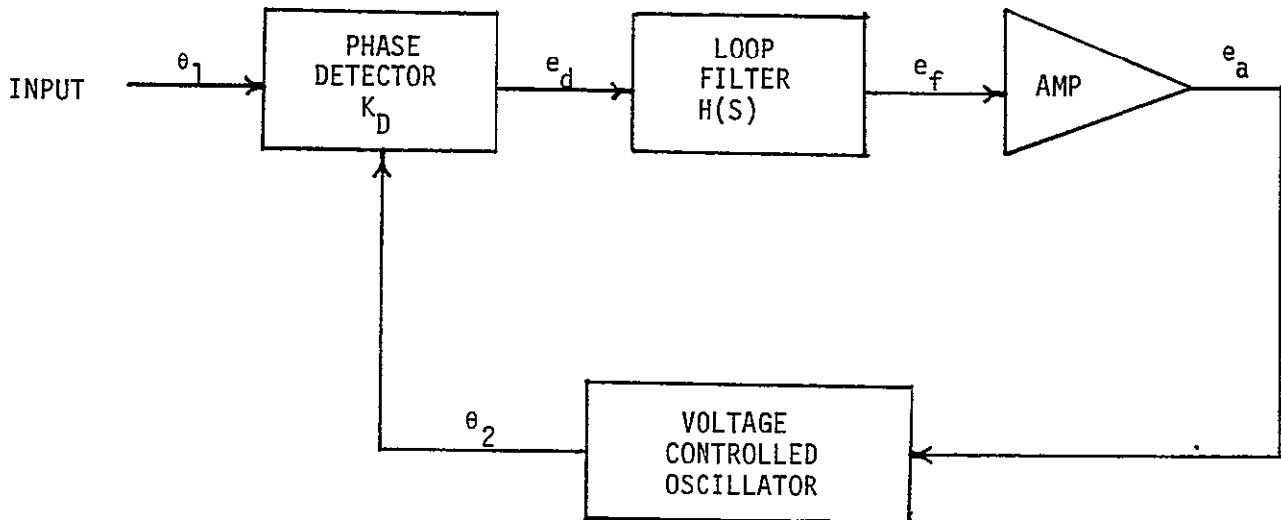 INPUT
θ1
PHASE
DETECTOR
KD
ed
LOOP
FILTER
H(S)
ef
AMP
ea
θ2
VOLTAGE
CONTROLLED
OSCILLATOR